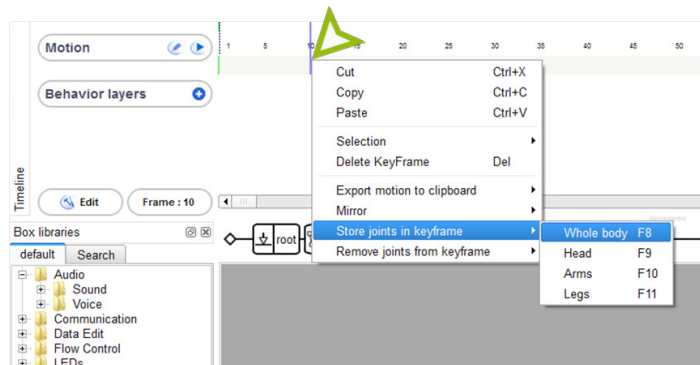 Timeline
Motion
1 5 10 20 25 30 35 40 45 50
Behavior layers
Edit
Frame : 10
Cut Ctrl+X
Copy Ctrl+C
Paste Ctrl+V
Selection
Delete KeyFrame Del
Export motion to clipboard
Mirror
Store joints in keyframe
Remove joints from keyframe
Whole body F8
Head F9
Arms F10
Legs F11
root
Box libraries
default Search
Audio
Sound
Voice
Communication
Data Edit
Flow Control
LEDs